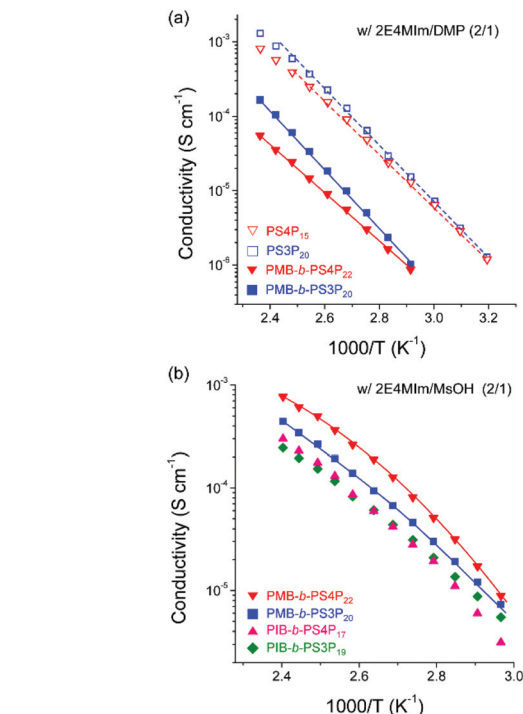 (a)
w/ 2E4MIm/DMP (2/1)
10⁻³
10⁻⁴
10⁻⁵
10⁻⁶
Conductivity (S cm⁻¹)
PS4P₁₅
PS3P₂₀
PMB-b-PS4P₂₂
PMB-b-PS3P₂₀
2.4 2.6 2.8 3.0 3.2
1000/T (K⁻¹)
(b)
w/ 2E4MIm/MsOH (2/1)
10⁻³
10⁻⁴
10⁻⁵
Conductivity (S cm⁻¹)
PMB-b-PS4P₂₂
PMB-b-PS3P₂₀
PIB-b-PS4P₁₇
PIB-b-PS3P₁₉
2.4 2.6 2.8 3.0
1000/T (K⁻¹)